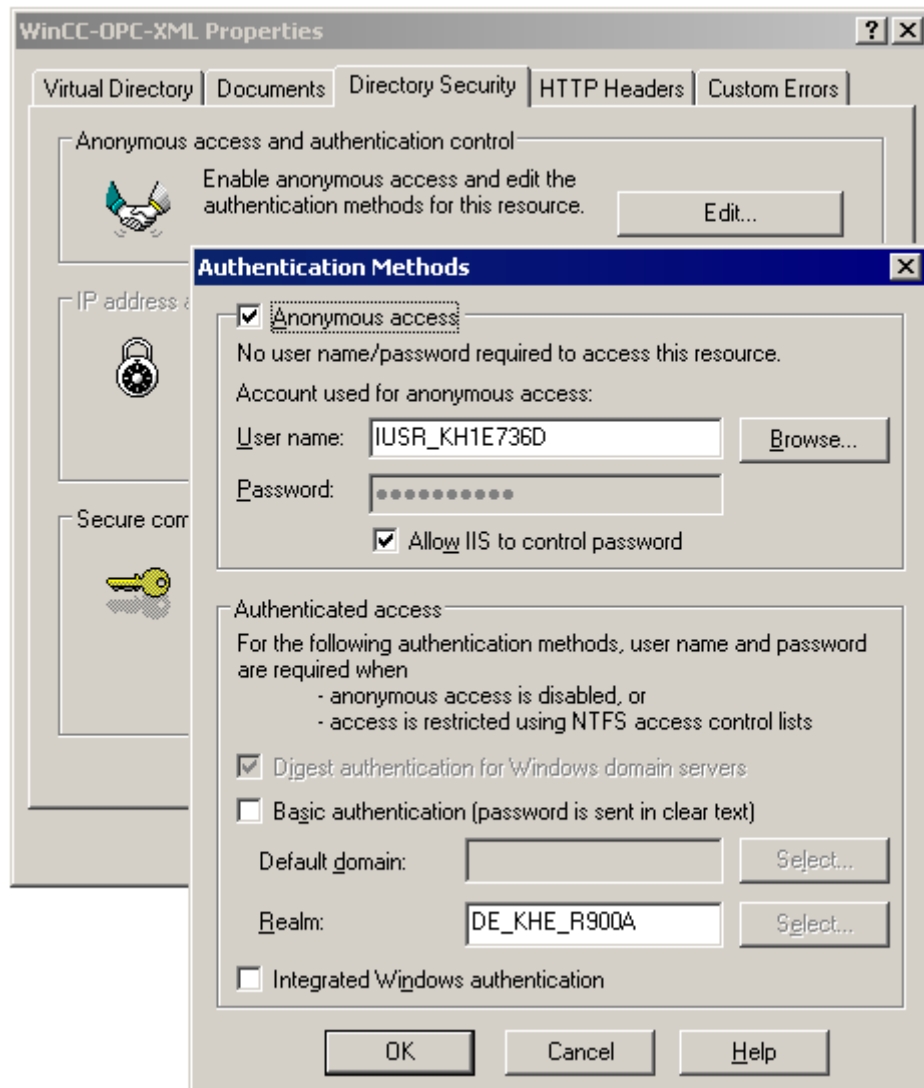 WinCC-OPC-XML Properties
Virtual Directory Documents Directory Security HTTP Headers Custom Errors
Anonymous access and authentication control
Enable anonymous access and edit the
authentication methods for this resource.
Edit...
Authentication Methods
IP address
Anonymous access
No user name/password required to access this resource.
Account used for anonymous access:
User name: IUSR_KH1E736D Browse...
Password: ●●●●●●●●●●
Secure com
Allow IIS to control password
Authenticated access
For the following authentication methods, user name and password
are required when
- anonymous access is disabled, or
- access is restricted using NTFS access control lists
Digest authentication for Windows domain servers
Basic authentication (password is sent in clear text)
Default domain: Select...
Realm: DE_KHE_R900A Select...
Integrated Windows authentication
OK Cancel Help